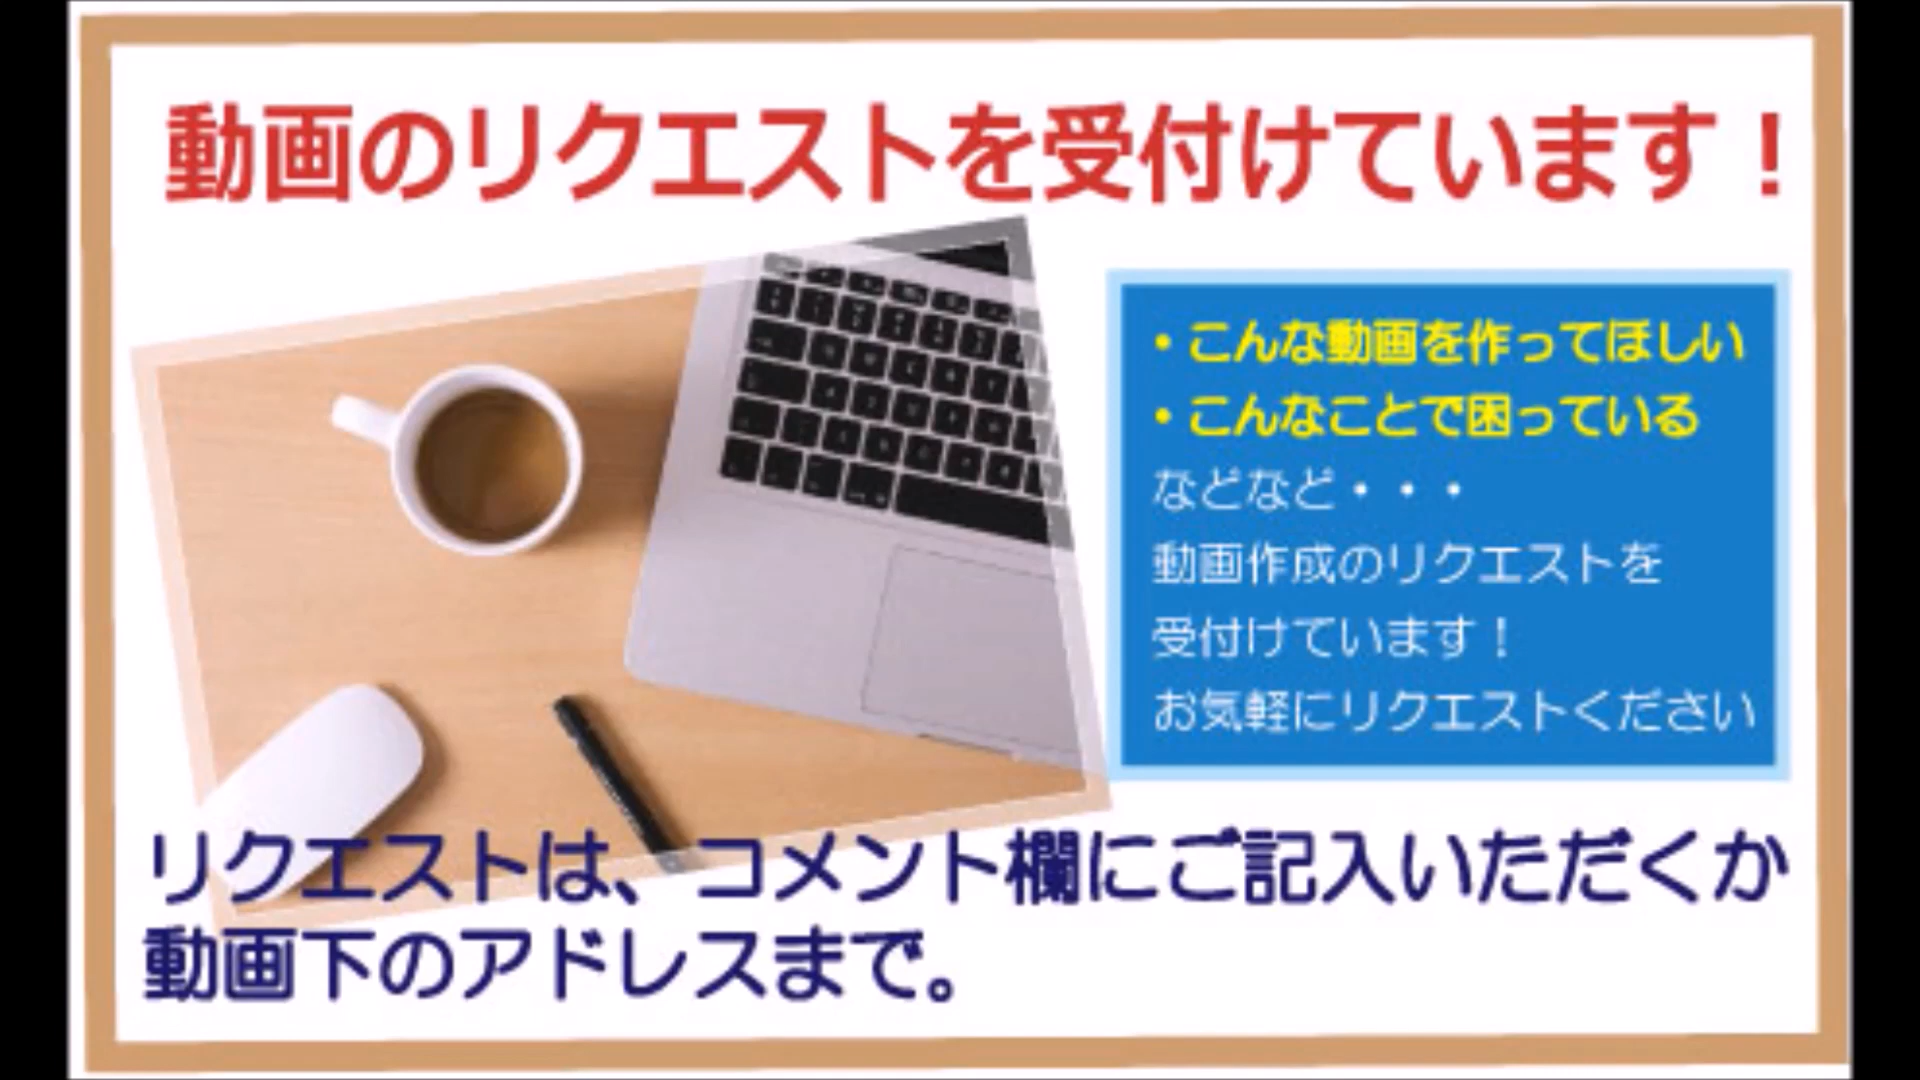 動画のリクエストを受付けています！
・こんな動画を作ってほしい
・こんなことで困っている
などなど・・・
動画作成のリクエストを
受付けています！
お気軽にリクエストください
リクエストは、コメント欄にご記入いただくか
動画下のアドレスまで。